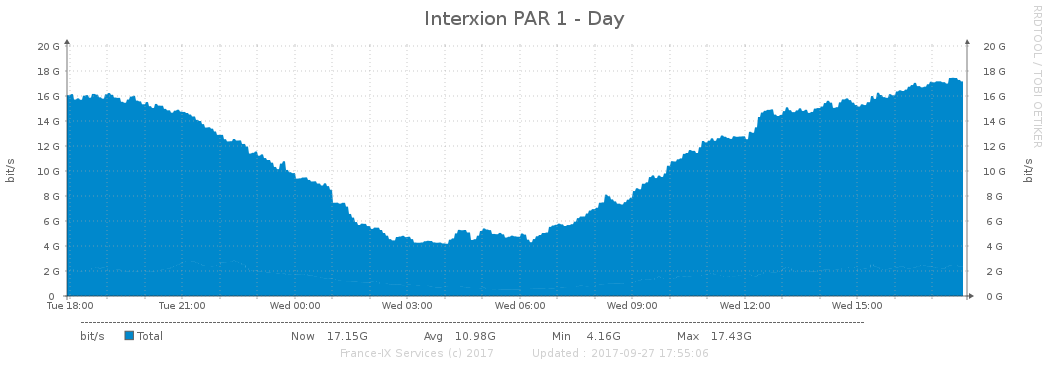 Interxion PAR 1 - Day
RRDTOOL / TOBI OETIKER
bit/s
20 G 20 G
18 G 18 G
16 G 16 G
14 G 14 G
12 G 12 G
10 G 10 G
8 G 8 G
6 G 6 G
4 G 4 G
2 G 2 G
0 0 G
bit/s
Tue 18:00 Tue 21:00 Wed 00:00 Wed 03:00 Wed 06:00 Wed 09:00 Wed 12:00 Wed 15:00
bit/s Total Now 17.15G Avg 10.98G Min 4.16G Max 17.43G
France-IX Services (c) 2017 Updated : 2017-09-27 17:55:06